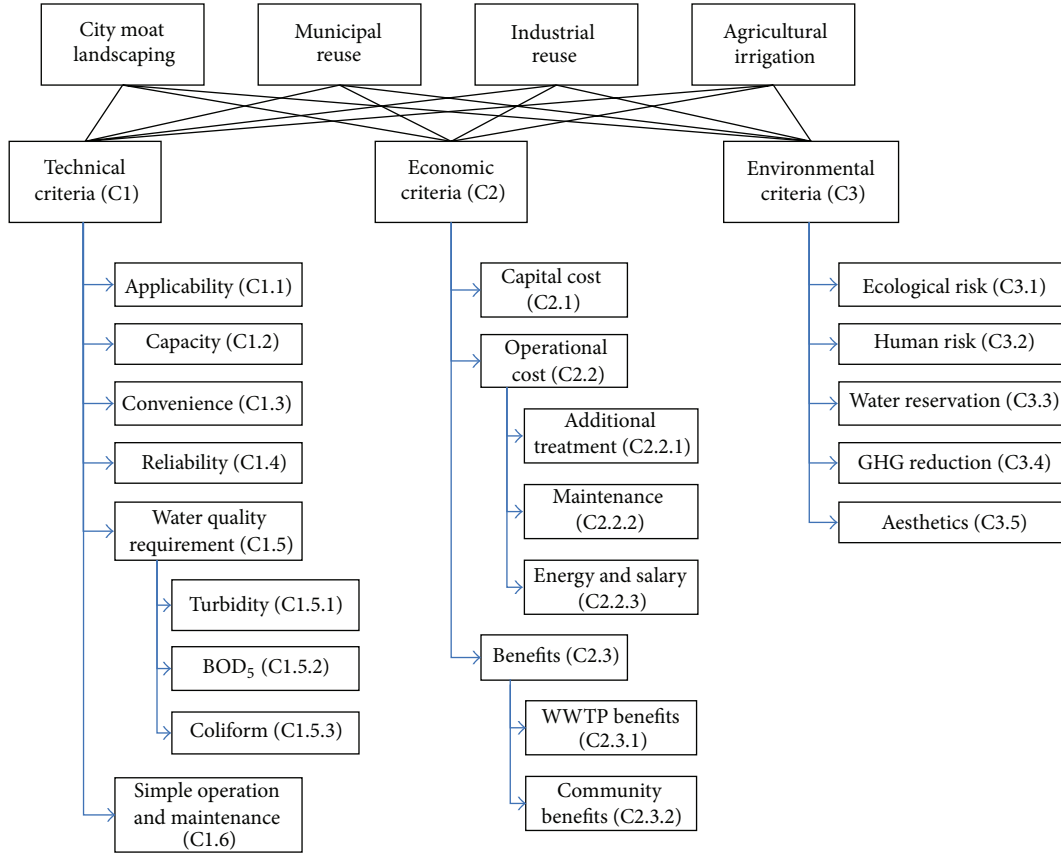 City moat
landscaping
Municipal
reuse
Industrial
reuse
Agricultural
irrigation
Technical
criteria (C1)
Economic
criteria (C2)
Environmental
criteria (C3)
Applicability (C1.1)
Capacity (C1.2)
Convenience (C1.3)
Reliability (C1.4)
Water quality
requirement (C1.5)
Turbidity (C1.5.1)
BOD₅ (C1.5.2)
Coliform (C1.5.3)
Simple operation
and maintenance
(C1.6)
Capital cost
(C2.1)
Operational
cost (C2.2)
Additional
treatment (C2.2.1)
Maintenance
(C2.2.2)
Energy and salary
(C2.2.3)
Benefits (C2.3)
WWTP benefits
(C2.3.1)
Community
benefits (C2.3.2)
Ecological risk (C3.1)
Human risk (C3.2)
Water reservation (C3.3)
GHG reduction (C3.4)
Aesthetics (C3.5)